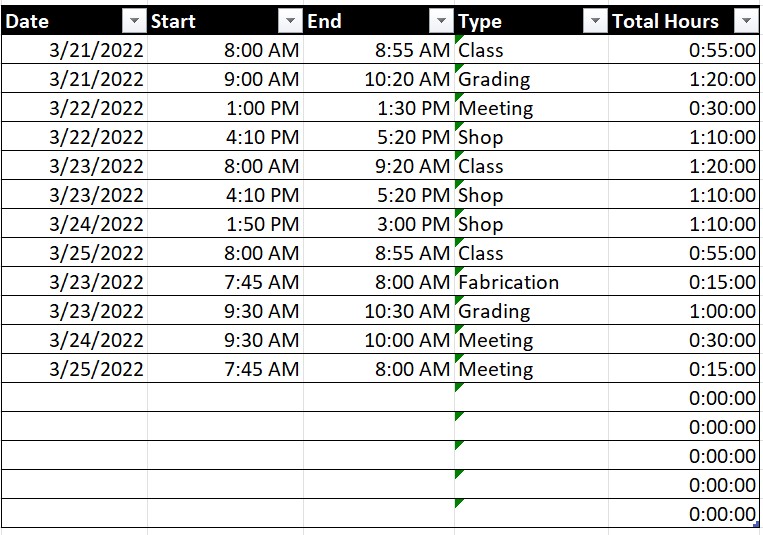 Date Start End Type Total Hours
3/21/2022 8:00 AM 8:55 AM Class 0:55:00
3/21/2022 9:00 AM 10:20 AM Grading 1:20:00
3/22/2022 1:00 PM 1:30 PM Meeting 0:30:00
3/22/2022 4:10 PM 5:20 PM Shop 1:10:00
3/23/2022 8:00 AM 9:20 AM Class 1:20:00
3/23/2022 4:10 PM 5:20 PM Shop 1:10:00
3/24/2022 1:50 PM 3:00 PM Shop 1:10:00
3/25/2022 8:00 AM 8:55 AM Class 0:55:00
3/23/2022 7:45 AM 8:00 AM Fabrication 0:15:00
3/23/2022 9:30 AM 10:30 AM Grading 1:00:00
3/24/2022 9:30 AM 10:00 AM Meeting 0:30:00
3/25/2022 7:45 AM 8:00 AM Meeting 0:15:00
0:00:00
0:00:00
0:00:00
0:00:00
0:00:00